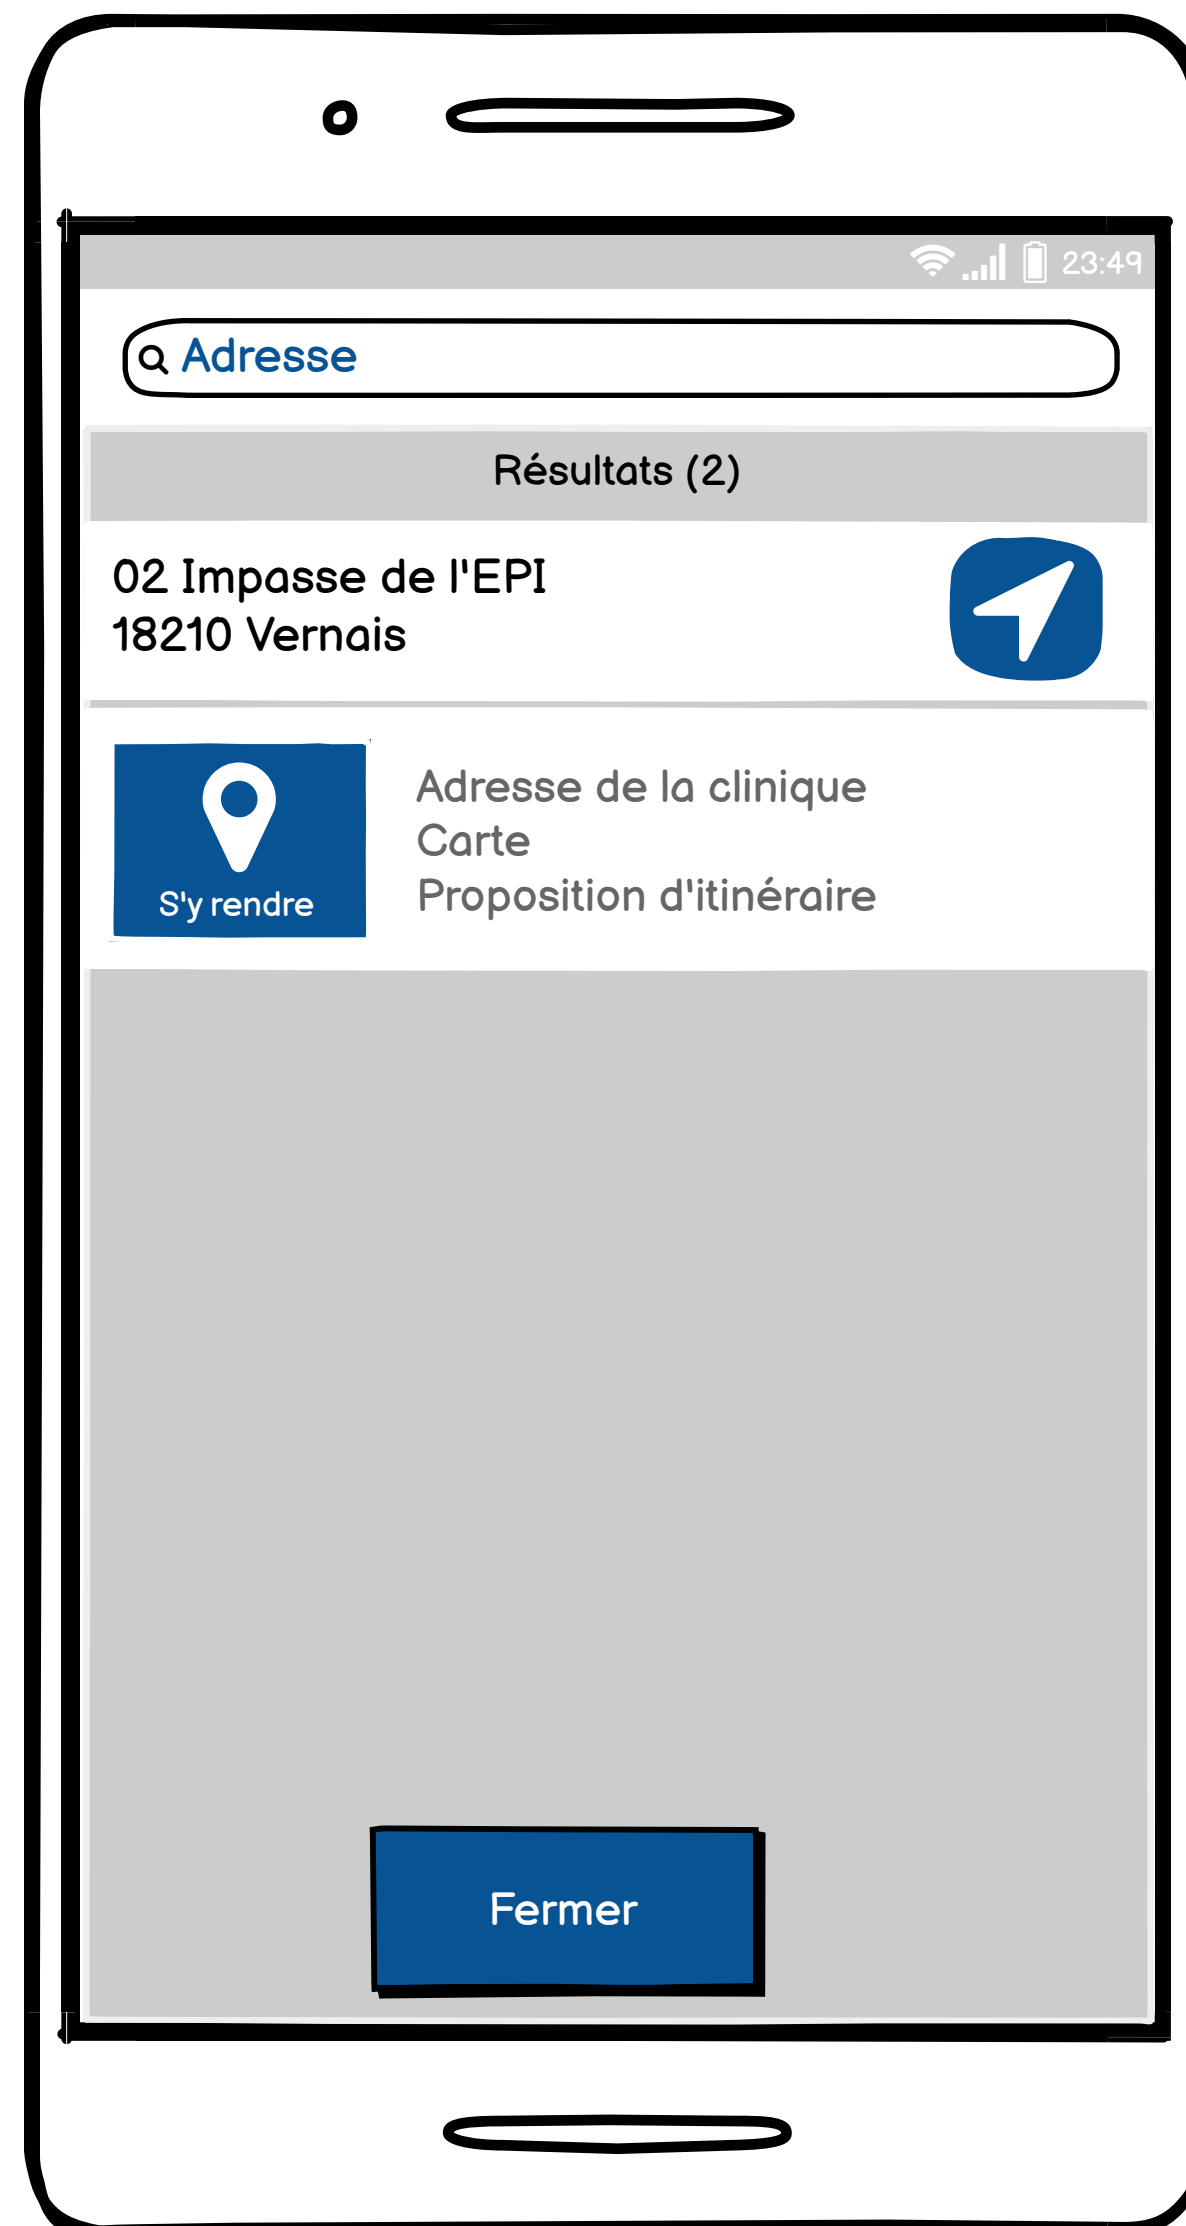 23:49
Adresse
Résultats (2)
02 Impasse de l'EPI
18210 Vernais
Adresse de la clinique
Carte
Proposition d'itinéraire
S'y rendre
Fermer